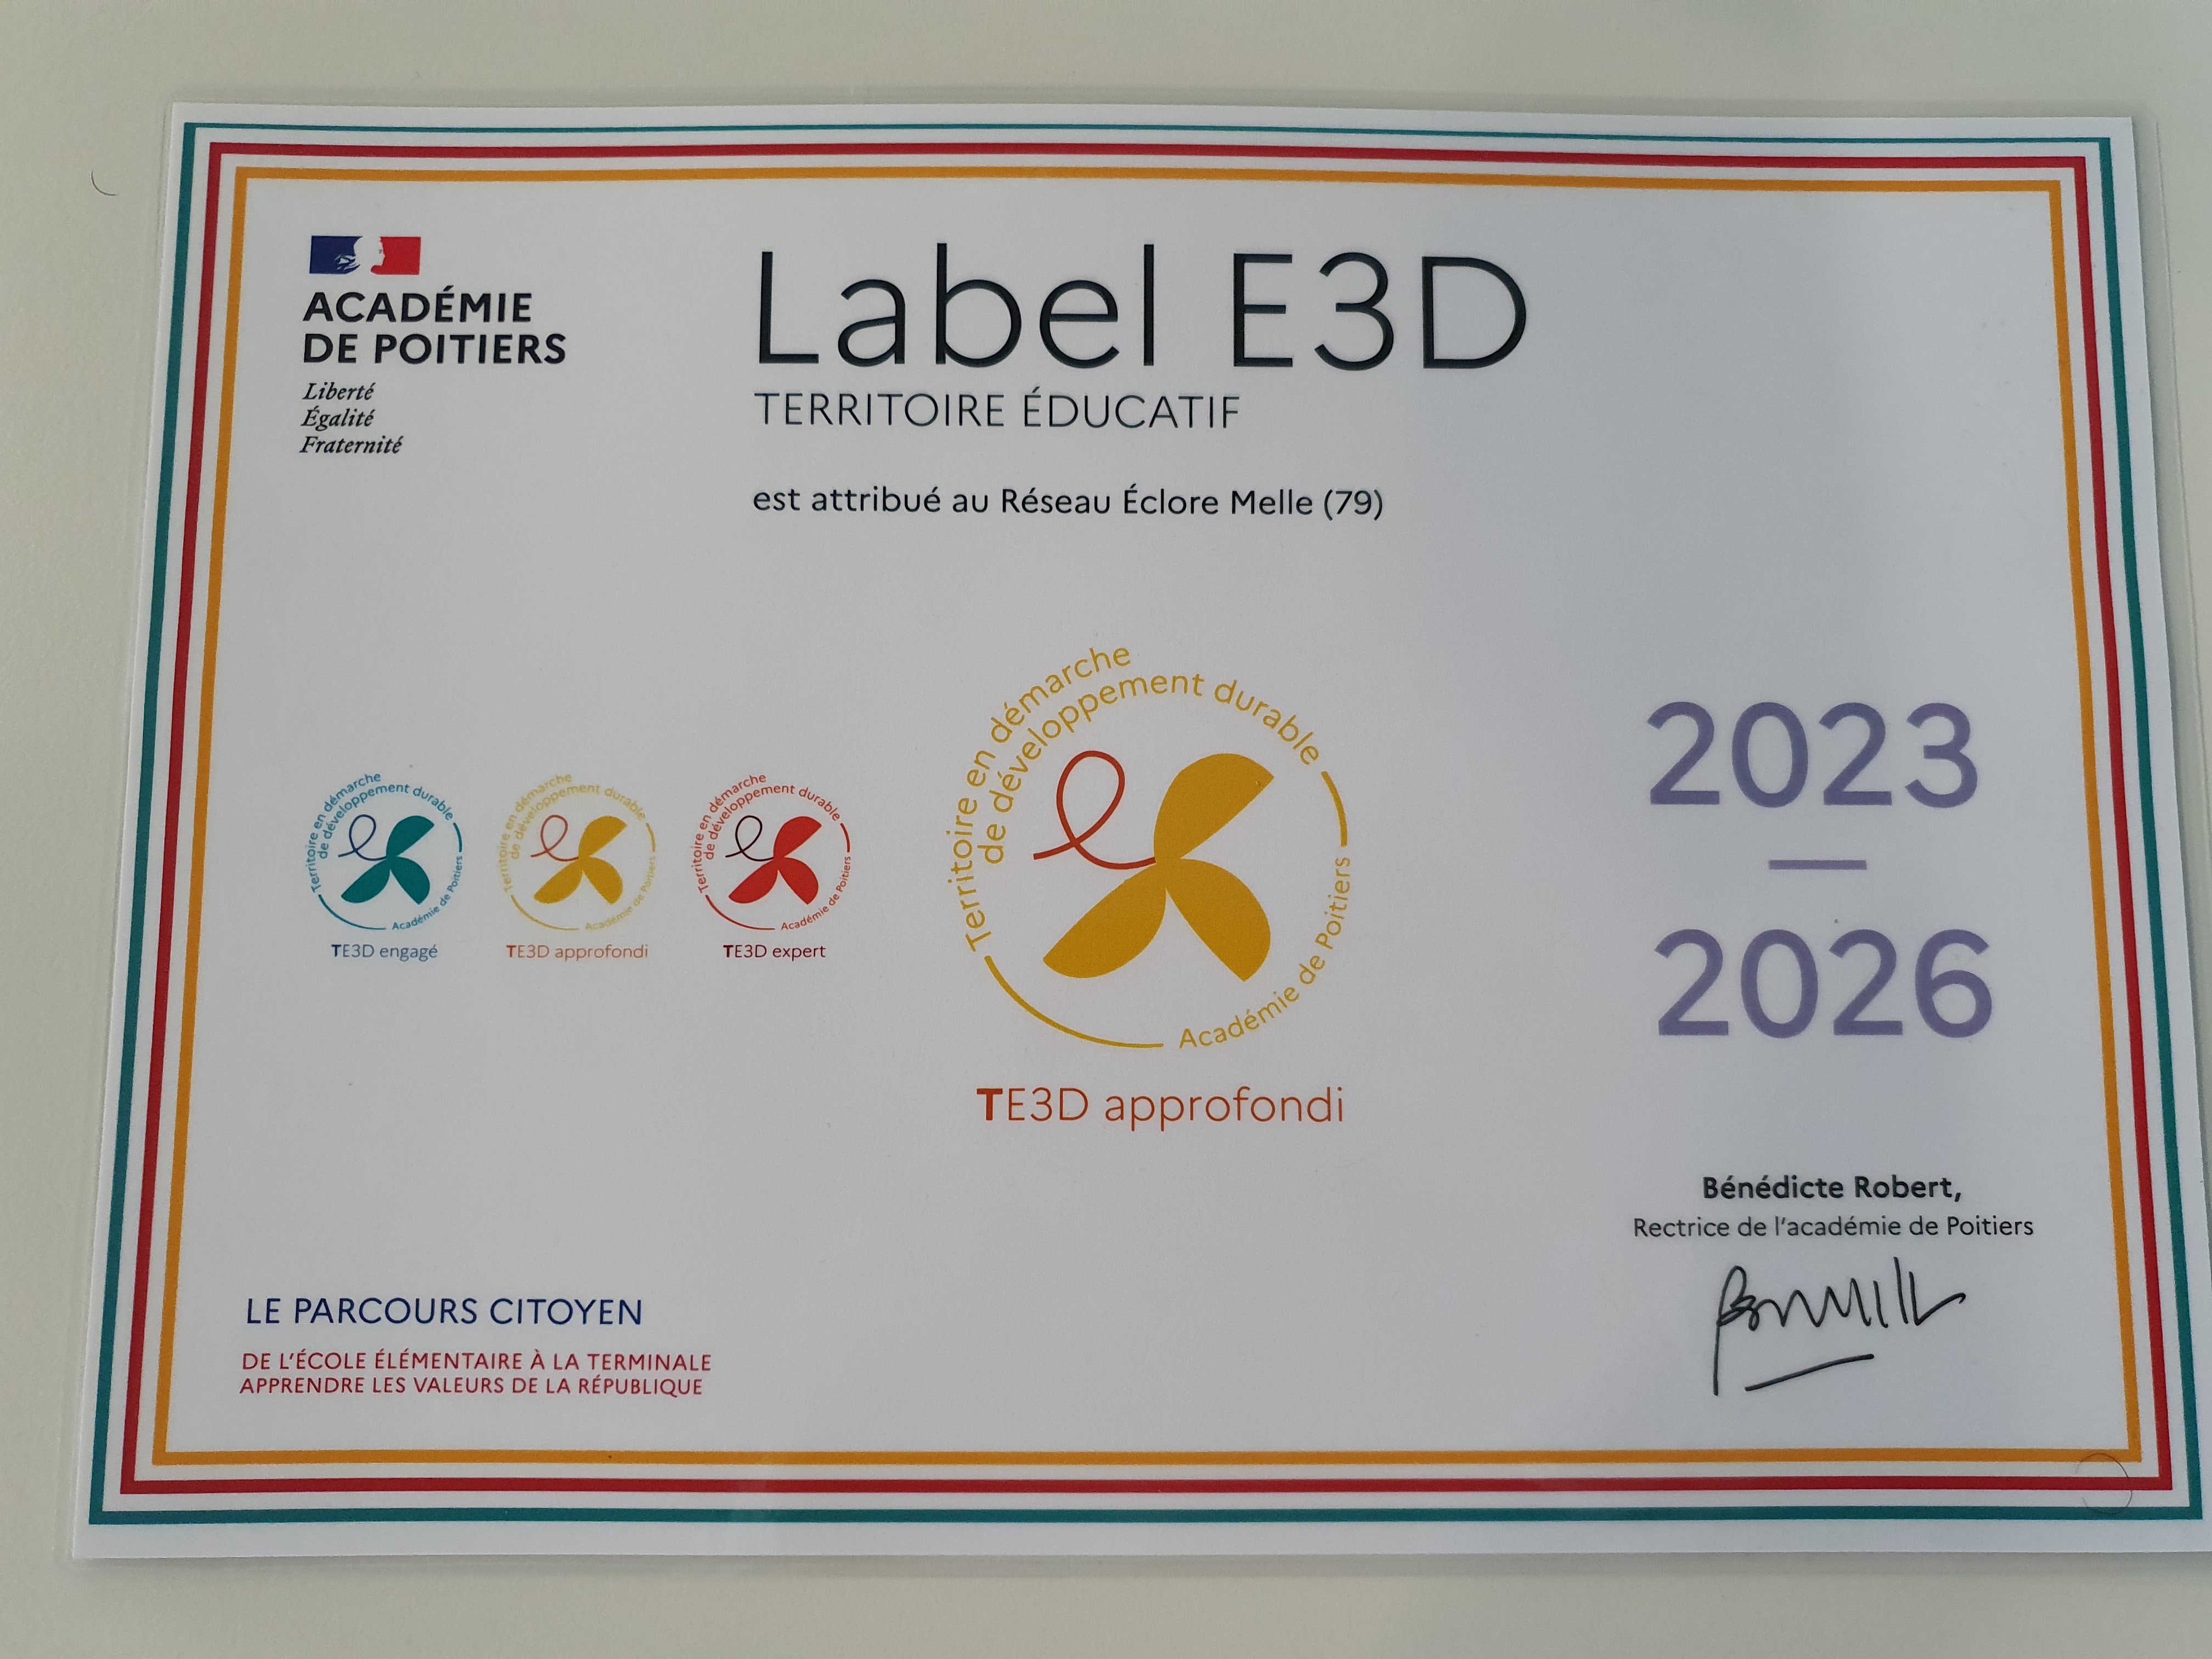 ACADÉMIE
DE POITIERS
Liberté
Égalité
Fraternité
Label E3D
TERRITOIRE ÉDUCATIF
est attribué au Réseau Éclore Melle (79)
Territoire en démarche
de développement durable
Académie de Poitiers
TE3D engagé
Territoire en démarche
de développement durable
Académie de Poitiers
TE3D approfondi
Territoire en démarche
de développement durable
Académie de Poitiers
TE3D expert
Territoire en démarche
de développement durable
Académie de Poitiers
TE3D approfondi
2023
—
2026
Bénédicte Robert,
Rectrice de l'académie de Poitiers
LE PARCOURS CITOYEN
DE L'ÉCOLE ÉLÉMENTAIRE À LA TERMINALE
APPRENDRE LES VALEURS DE LA RÉPUBLIQUE